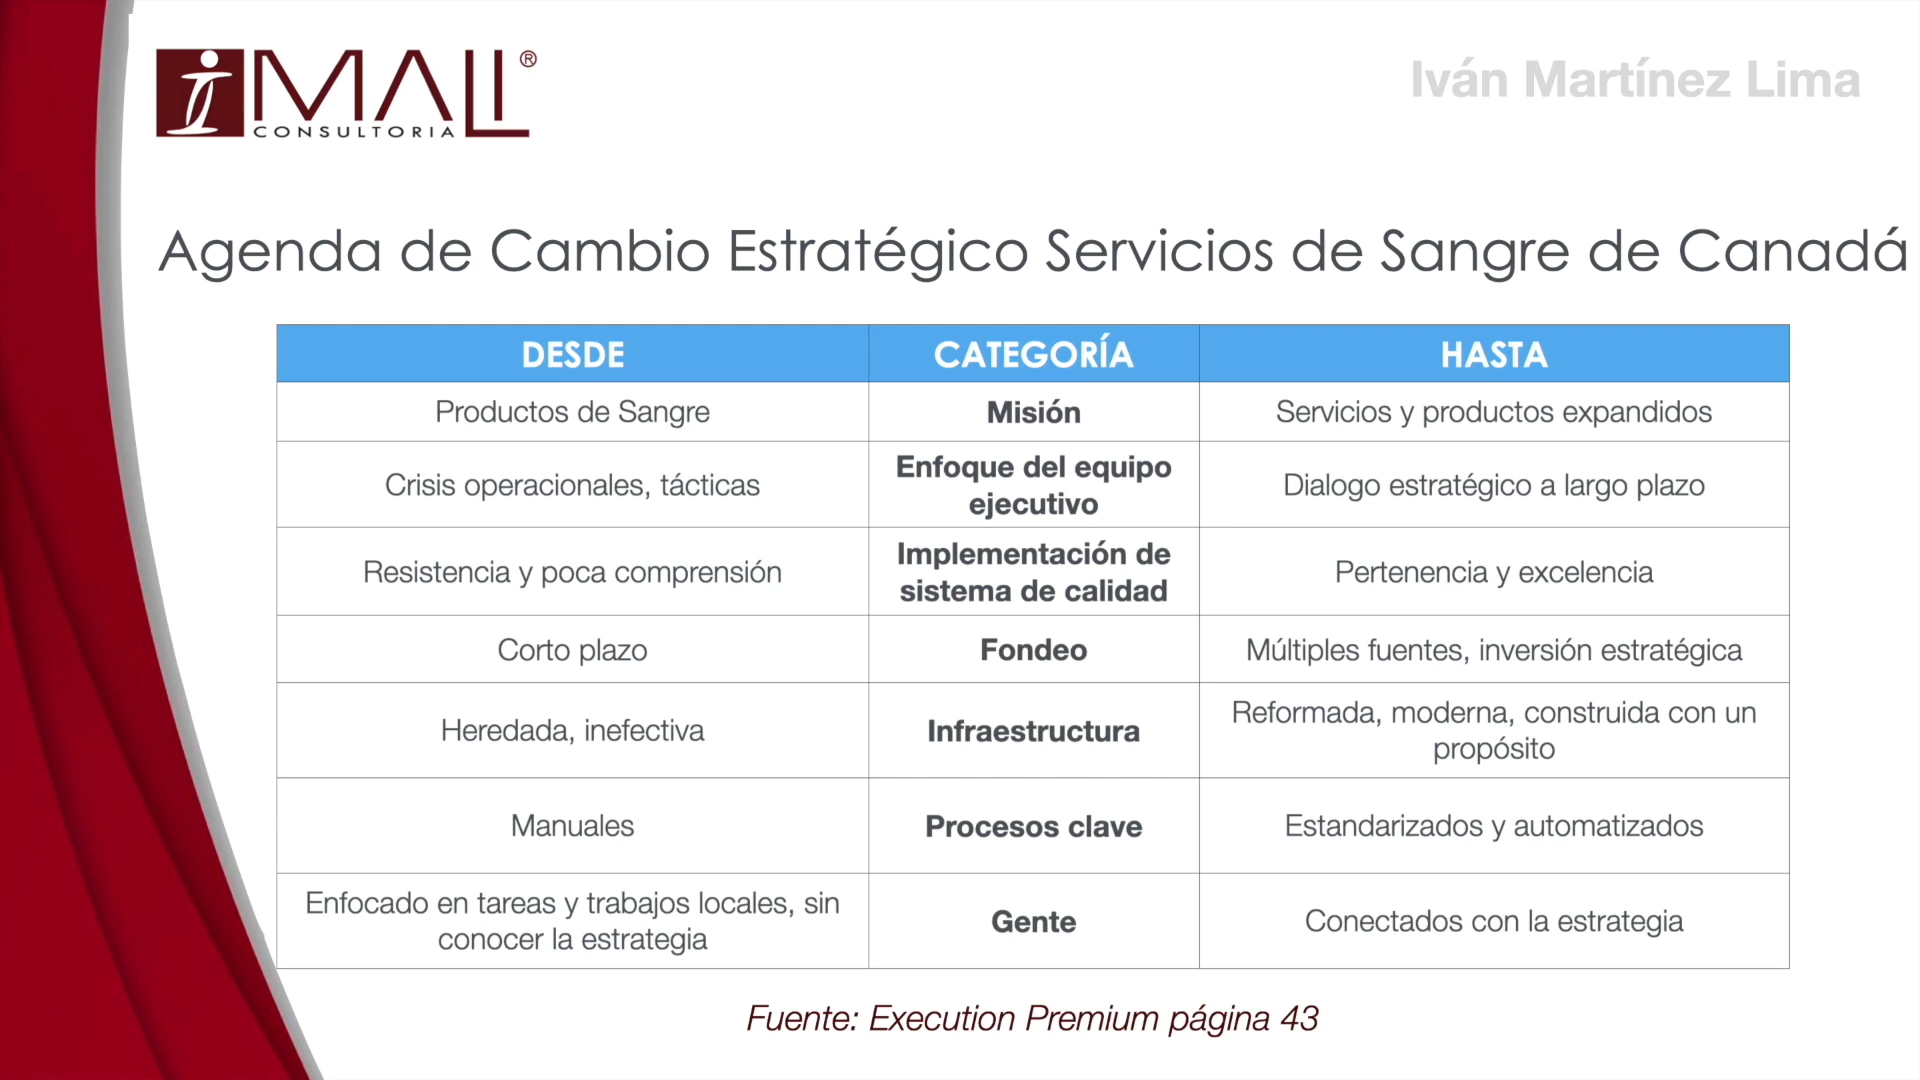 iMALI®
CONSULTORIA
Iván Martínez Lima
Agenda de Cambio Estratégico Servicios de Sangre de Canadá
DESDE CATEGORÍA HASTA
Productos de Sangre Misión Servicios y productos expandidos
Crisis operacionales, tácticas Enfoque del equipo ejecutivo Dialogo estratégico a largo plazo
Resistencia y poca comprensión Implementación de sistema de calidad Pertenencia y excelencia
Corto plazo Fondeo Múltiples fuentes, inversión estratégica
Heredada, inefectiva Infraestructura Reformada, moderna, construida con un propósito
Manuales Procesos clave Estandarizados y automatizados
Enfocado en tareas y trabajos locales, sin conocer la estrategia Gente Conectados con la estrategia
Fuente: Execution Premium página 43